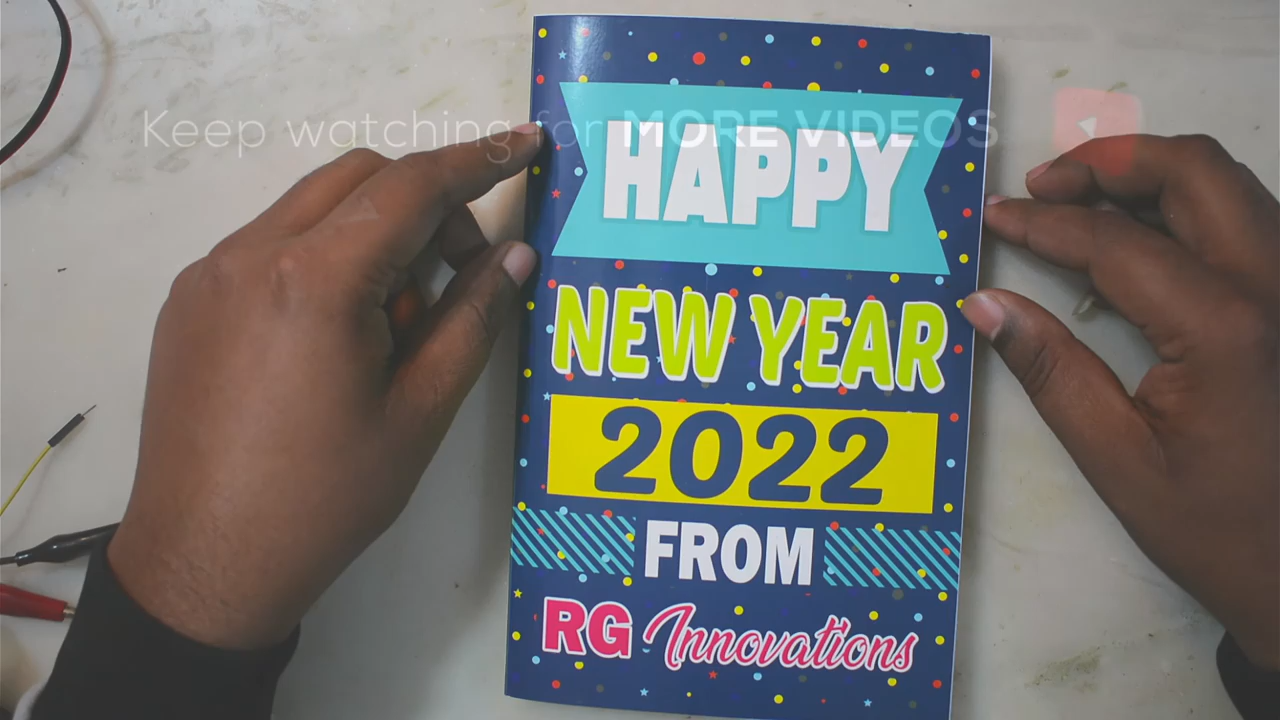 Keep watching for MORE VIDEOS
HAPPY
NEW YEAR
2022
FROM
RG Innovations